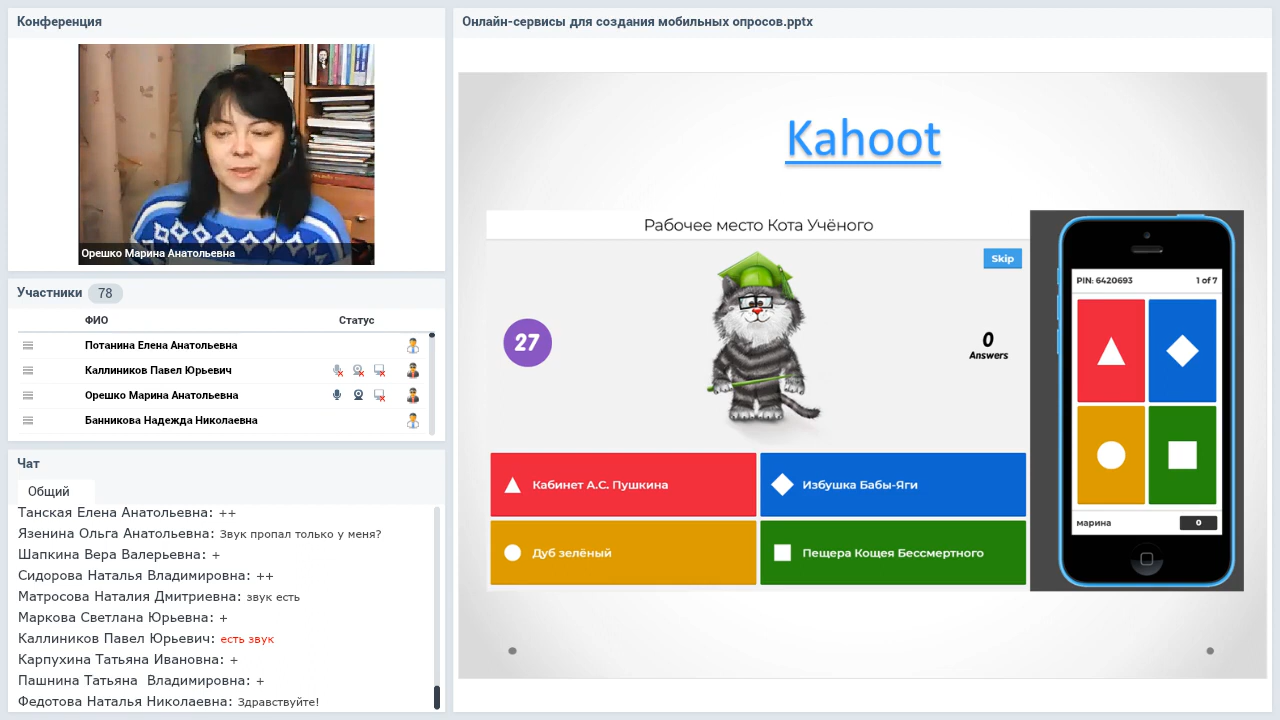 Конференция
Орешко Марина Анатольевна
Участники 78
ФИО Статус
Потанина Елена Анатольевна
Каллиников Павел Юрьевич
Орешко Марина Анатольевна
Банникова Надежда Николаевна
Чат
Общий
Танская Елена Анатольевна: ++
Язенина Ольга Анатольевна: Звук пропал только у меня?
Шапкина Вера Валерьевна: +
Сидорова Наталья Владимировна: ++
Матросова Наталия Дмитриевна: звук есть
Маркова Светлана Юрьевна: +
Каллиников Павел Юрьевич: есть звук
Карпухина Татьяна Ивановна: +
Пашнина Татьяна Владимировна: +
Федотова Наталья Николаевна: Здравствуйте!
Онлайн-сервисы для создания мобильных опросов.pptx
Kahoot
Рабочее место Кота Учёного
Skip
27
0
Answers
Кабинет А.С. Пушкина
Избушка Бабы-Яги
Дуб зелёный
Пещера Кощея Бессмертного
PIN: 6420693 1 of 7
марина 0